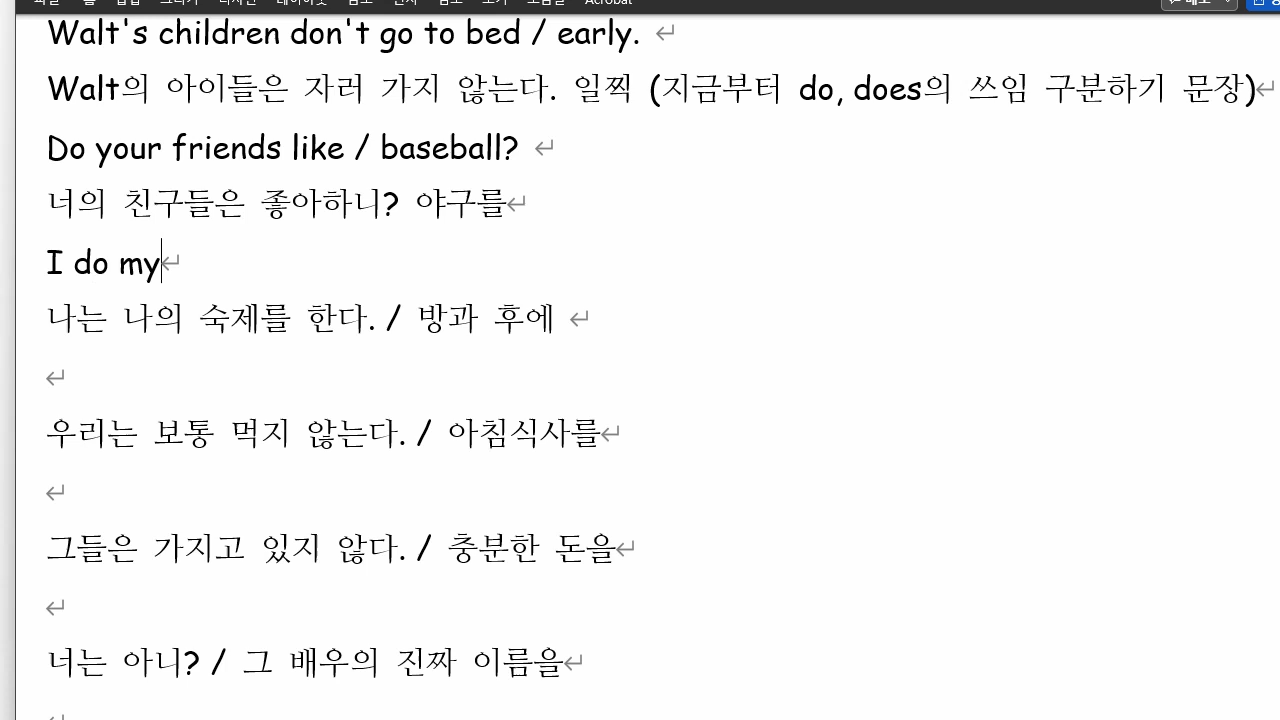 Acrobat
Walt's children don't go to bed / early.
Walt의 아이들은 자러 가지 않는다. 일찍 (지금부터 do, does의 쓰임 구분하기 문장)
Do your friends like / baseball?
너의 친구들은 좋아하니? 야구를
I do my
나는 나의 숙제를 한다. / 방과 후에
우리는 보통 먹지 않는다. / 아침식사를
그들은 가지고 있지 않다. / 충분한 돈을
너는 아니? / 그 배우의 진짜 이름을